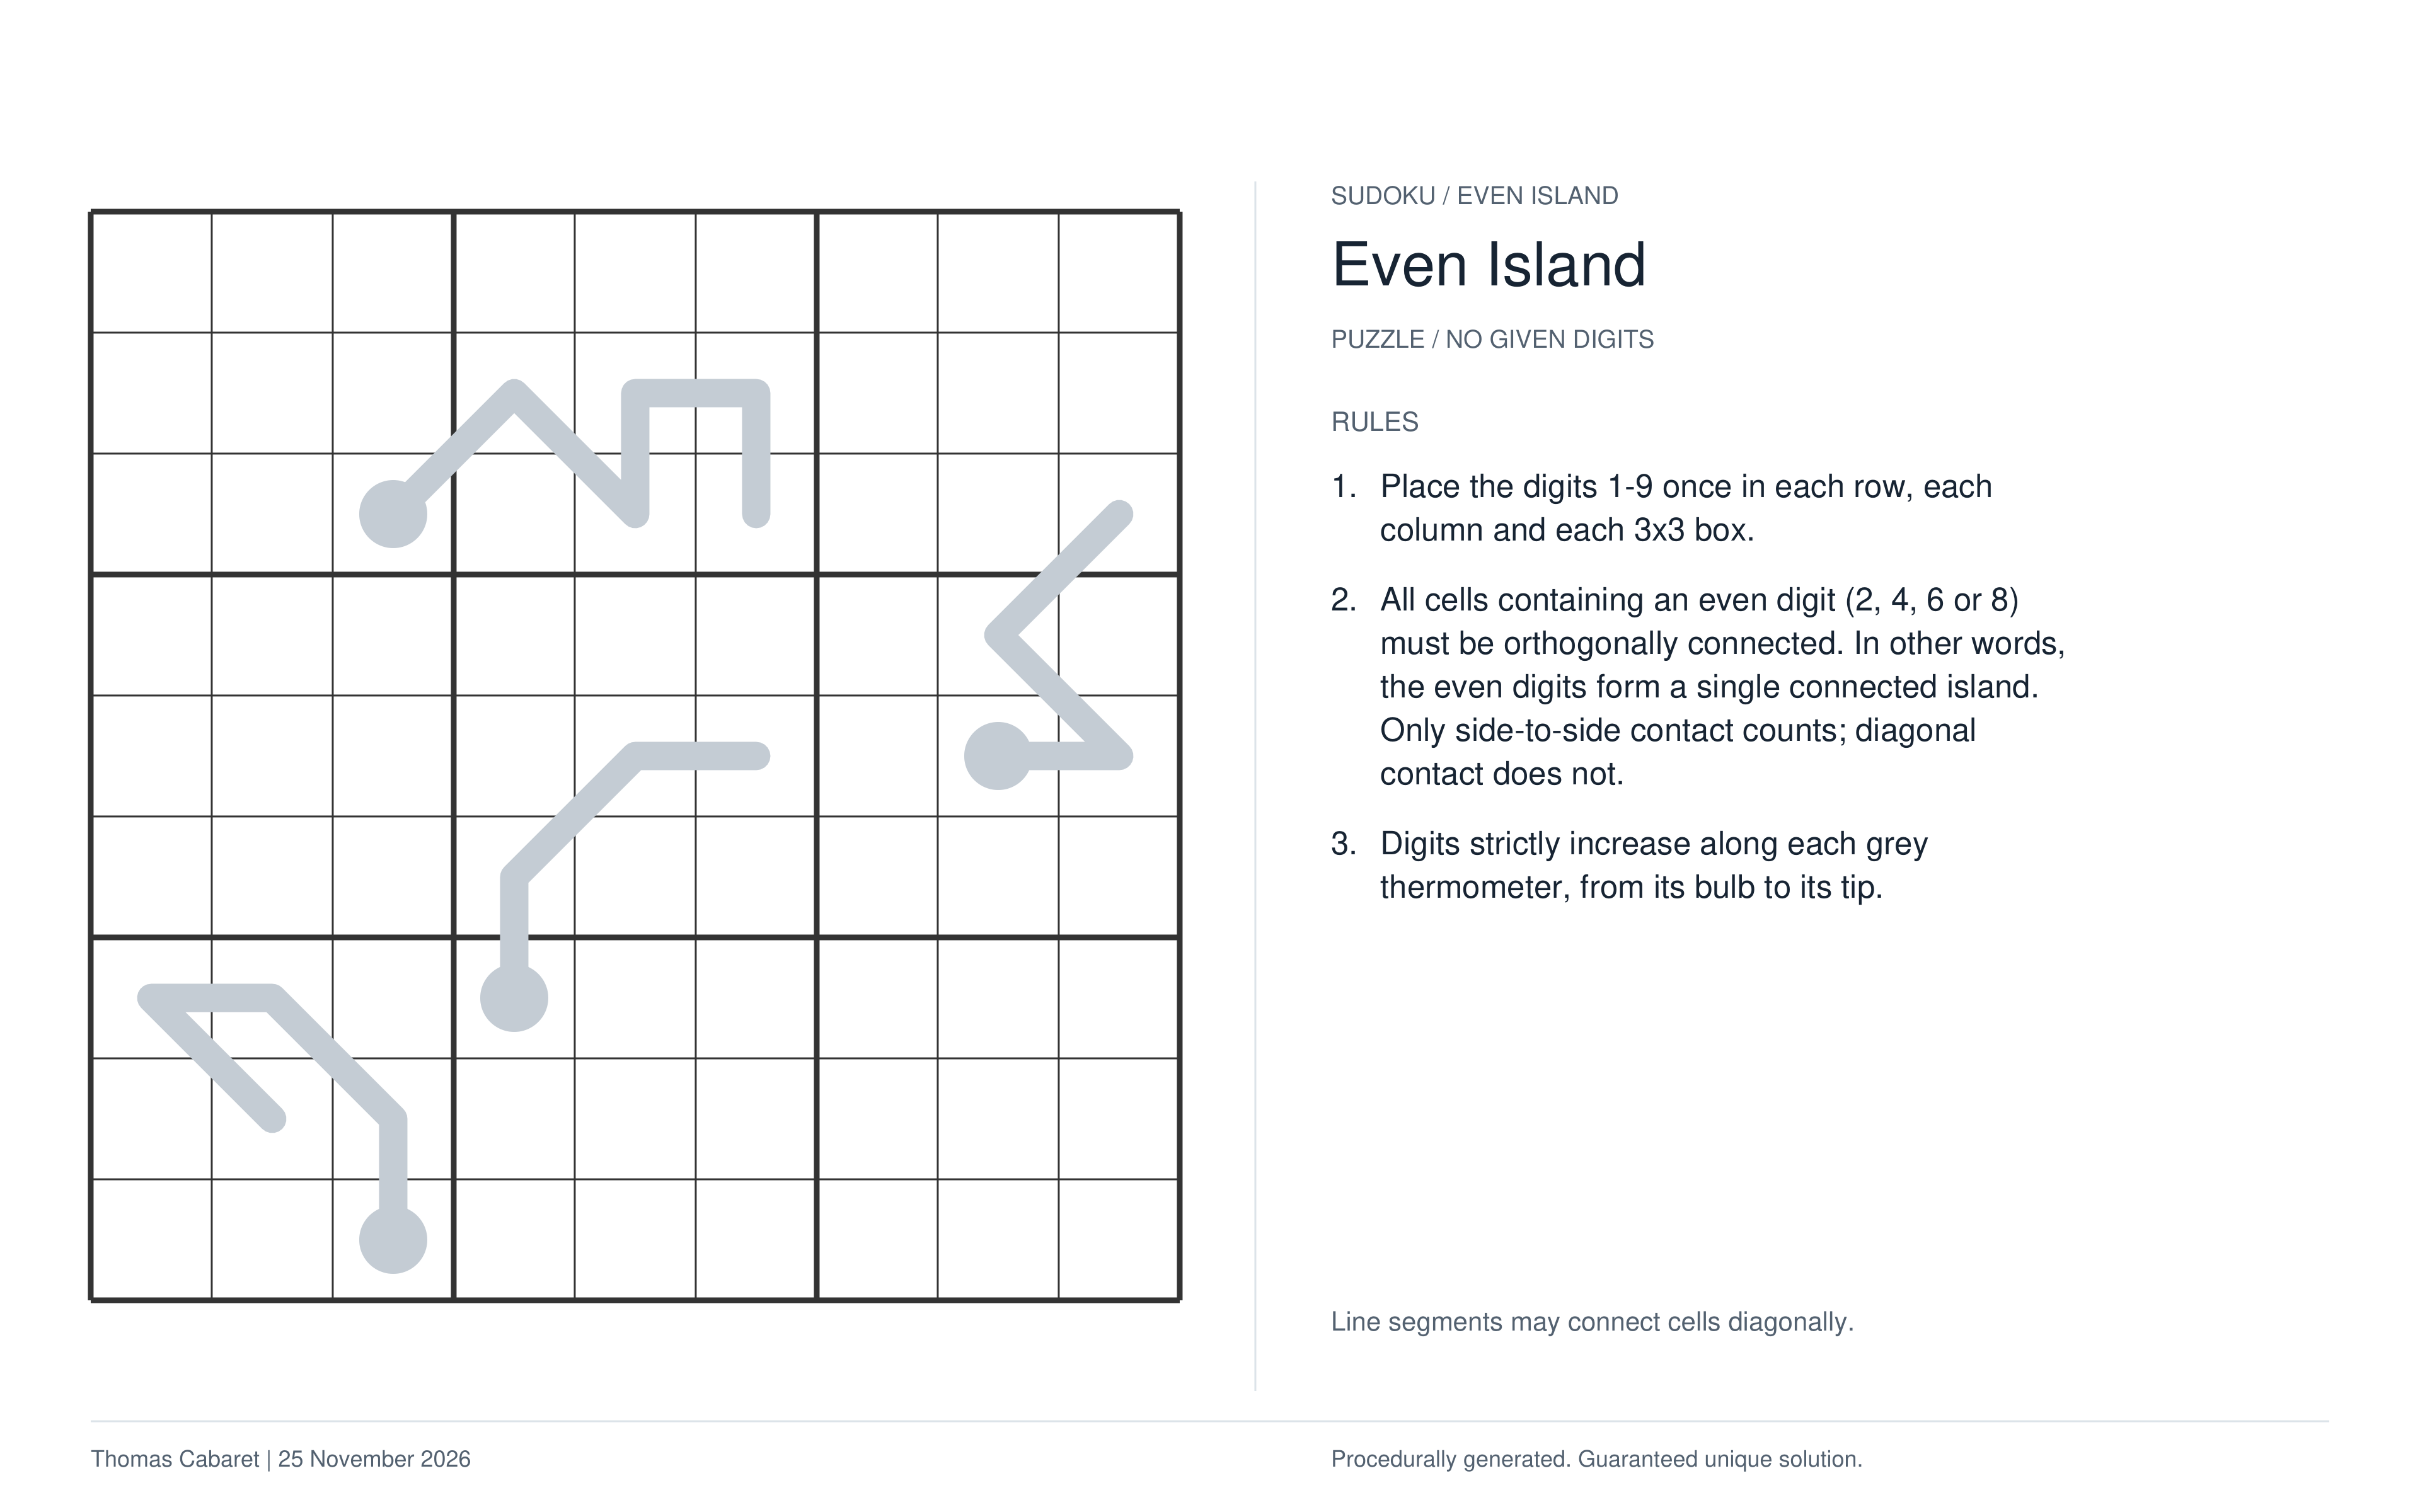 SUDOKU / EVEN ISLAND
Even Island
PUZZLE / NO GIVEN DIGITS
RULES
1. Place the digits 1-9 once in each row, each
column and each 3x3 box.
2. All cells containing an even digit (2, 4, 6 or 8)
must be orthogonally connected. In other words,
the even digits form a single connected island.
Only side-to-side contact counts; diagonal
contact does not.
3. Digits strictly increase along each grey
thermometer, from its bulb to its tip.
Line segments may connect cells diagonally.
Thomas Cabaret | 25 November 2026
Procedurally generated. Guaranteed unique solution.